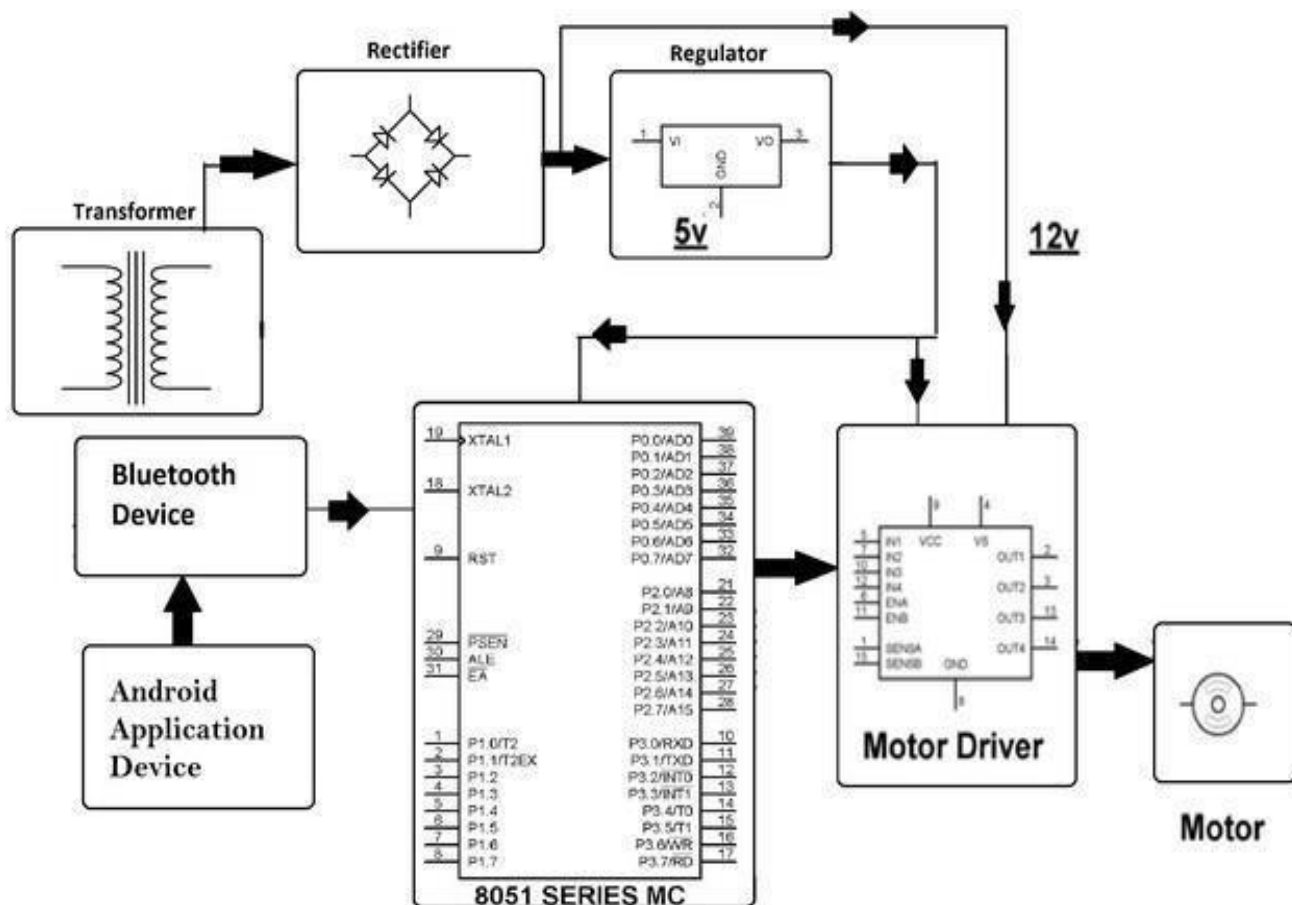 Rectifier
Regulator
1
VI
VO
3
GND
2
5v
12v
Transformer
Bluetooth
Device
Android
Application
Device
19
XTAL1
18
XTAL2
9
RST
29
PSEN
30
ALE
31
EA
1
P1.0/T2
2
P1.1/T2EX
3
P1.2
4
P1.3
5
P1.4
6
P1.5
7
P1.6
8
P1.7
P0.0/AD0
39
P0.1/AD1
38
P0.2/AD2
37
P0.3/AD3
36
P0.4/AD4
35
P0.5/AD5
34
P0.6/AD6
33
P0.7/AD7
32
P2.0/A8
21
P2.1/A9
22
P2.2/A10
23
P2.3/A11
24
P2.4/A12
25
P2.5/A13
26
P2.6/A14
27
P2.7/A15
28
P3.0/RXD
10
P3.1/TXD
11
P3.2/INT0
12
P3.3/INT1
13
P3.4/T0
14
P3.5/T1
15
P3.6/WR
16
P3.7/RD
17
8051 SERIES MC
9
4
VCC
VS
5
IN1
7
IN2
10
IN3
12
IN4
6
ENA
11
ENB
1
SENSA
15
SENSB
OUT1
2
OUT2
3
OUT3
13
OUT4
14
GND
8
Motor Driver
Motor